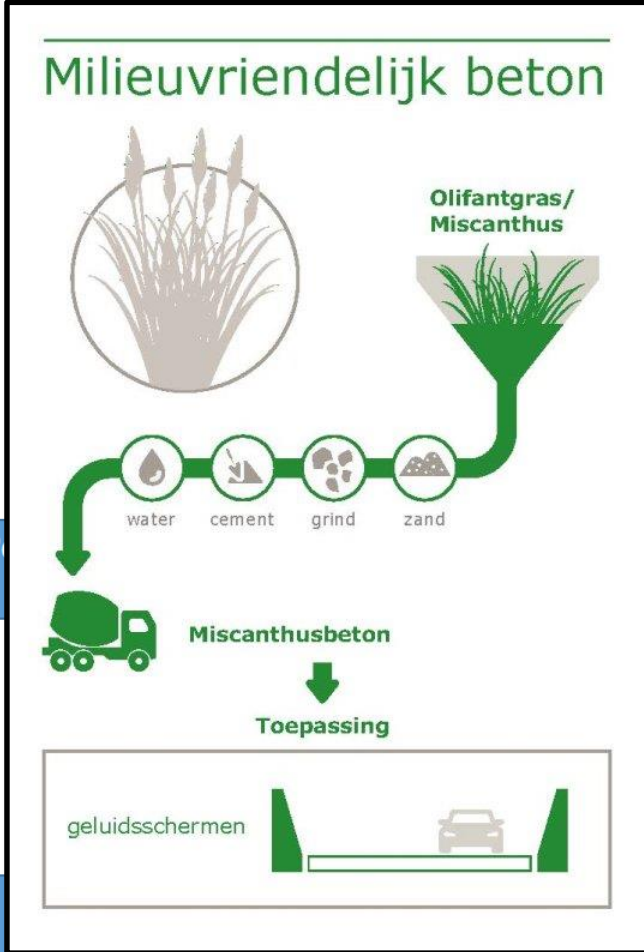 Milieuvriendelijk beton
Olifantgras/
Miscanthus
water cement grind zand
Miscanthusbeton
Toepassing
geluidsschermen